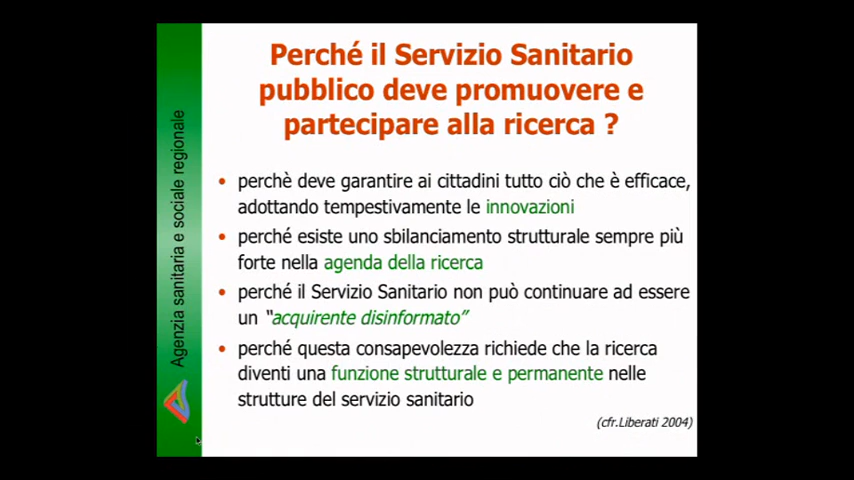 Perché il Servizio Sanitario
pubblico deve promuovere e
partecipare alla ricerca ?
perchè deve garantire ai cittadini tutto ciò che è efficace,
adottando tempestivamente le innovazioni
perché esiste uno sbilanciamento strutturale sempre più
forte nella agenda della ricerca
perché il Servizio Sanitario non può continuare ad essere
un “acquirente disinformato”
perché questa consapevolezza richiede che la ricerca
diventi una funzione strutturale e permanente nelle
strutture del servizio sanitario
(cfr.Liberati 2004)
Agenzia sanitaria e sociale regionale